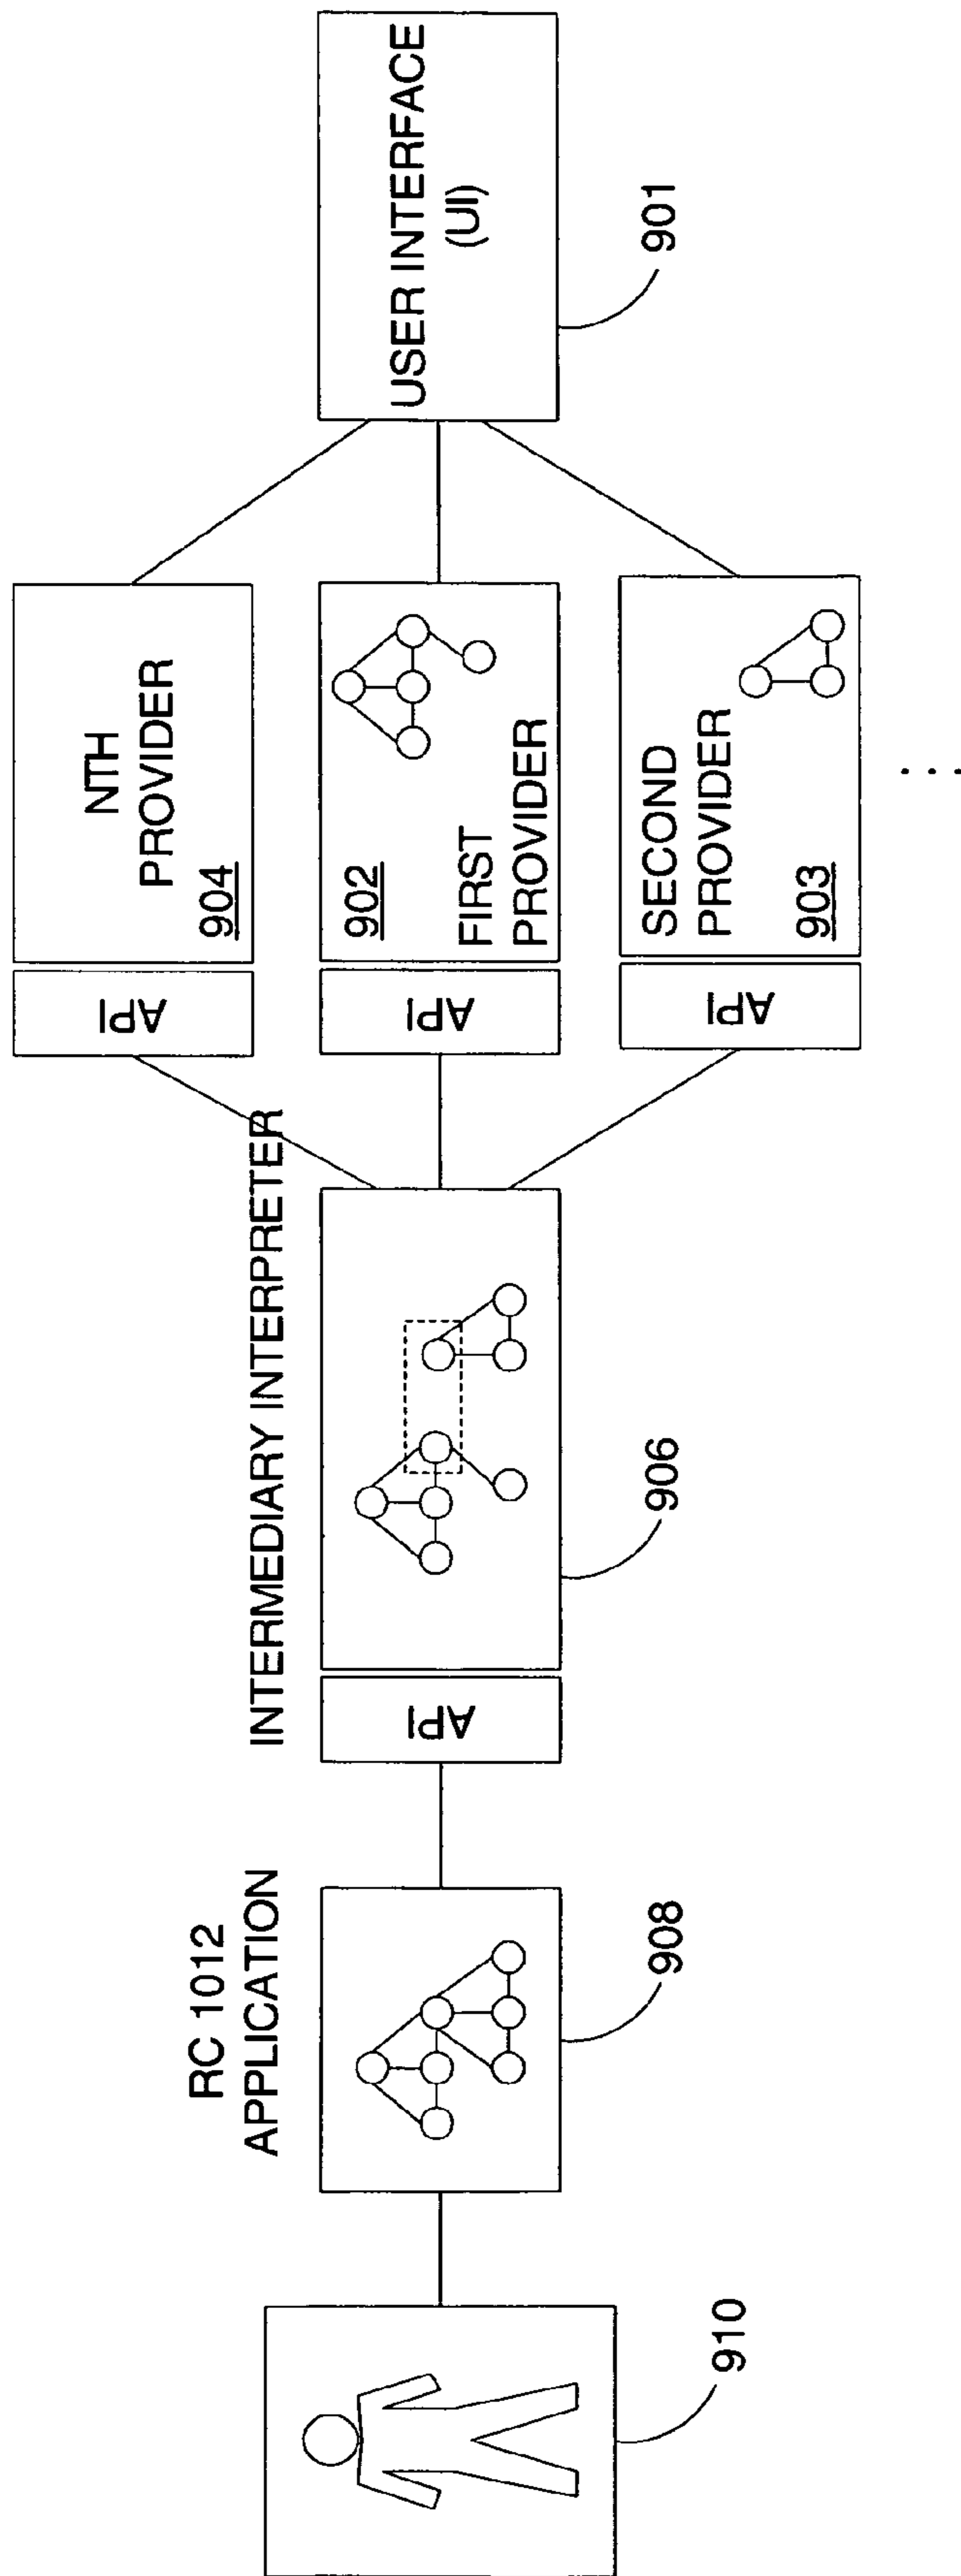 RC 1012
APPLICATION
INTERMEDIARY INTERPRETER
910
908
API
906
API
904
NTH
PROVIDER
API
902
FIRST
PROVIDER
API
903
SECOND
PROVIDER
. . .
USER INTERFACE
(UI)
901